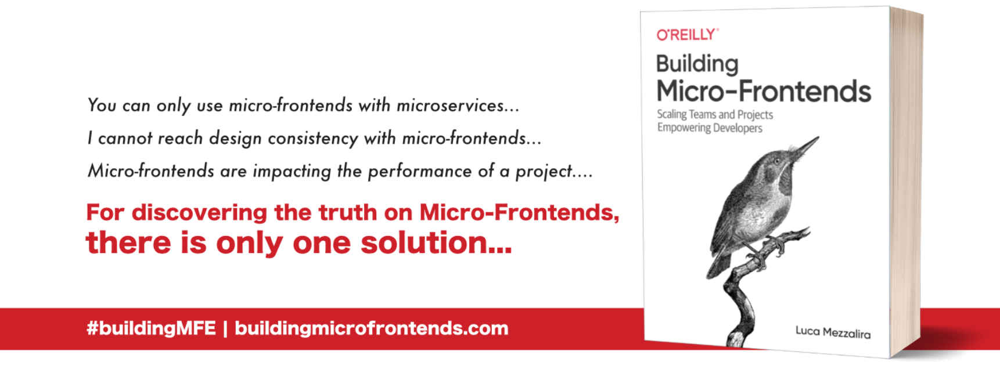 You can only use micro-frontends with microservices...
I cannot reach design consistency with micro-frontends...
Micro-frontends are impacting the performance of a project....
For discovering the truth on Micro-Frontends,
there is only one solution...
#buildingMFE | buildingmicrofrontends.com
O'REILLY®
Building
Micro-Frontends
Scaling Teams and Projects
Empowering Developers
Luca Mezzalira